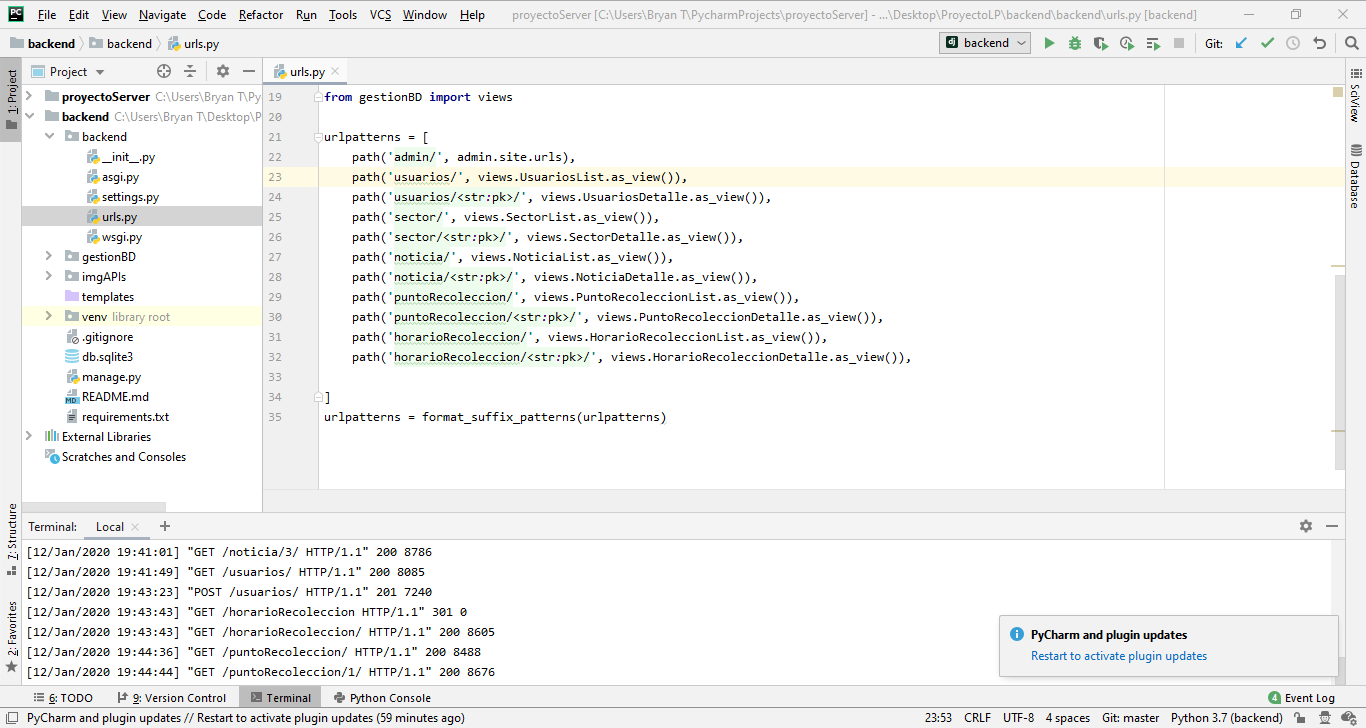 File Edit View Navigate Code Refactor Run Tools VCS Window Help proyectoServer [C:\Users\Bryan T\PycharmProjects\proyectoServer] - ...\Desktop\ProyectoLP\backend\backend\urls.py [backend]
backend backend urls.py backend Git:
Project urls.py
1: Project
proyectoServer C:\Users\Bryan T\Py
backend C:\Users\Bryan T\Desktop\P
backend
__init__.py
asgi.py
settings.py
urls.py
wsgi.py
gestionBD
imgAPIs
templates
venv library root
.gitignore
db.sqlite3
manage.py
README.md
requirements.txt
External Libraries
Scratches and Consoles
19 from gestionBD import views
20
21 urlpatterns = [
22 path('admin/', admin.site.urls),
23 path('usuarios/', views.UsuariosList.as_view()),
24 path('usuarios/<str:pk>/', views.UsuariosDetalle.as_view()),
25 path('sector/', views.SectorList.as_view()),
26 path('sector/<str:pk>/', views.SectorDetalle.as_view()),
27 path('noticia/', views.NoticiaList.as_view()),
28 path('noticia/<str:pk>/', views.NoticiaDetalle.as_view()),
29 path('puntoRecoleccion/', views.PuntoRecoleccionList.as_view()),
30 path('puntoRecoleccion/<str:pk>/', views.PuntoRecoleccionDetalle.as_view()),
31 path('horarioRecoleccion/', views.HorarioRecoleccionList.as_view()),
32 path('horarioRecoleccion/<str:pk>/', views.HorarioRecoleccionDetalle.as_view()),
33
34 ]
35 urlpatterns = format_suffix_patterns(urlpatterns)
SciView
Database
7: Structure
2: Favorites
Terminal: Local
[12/Jan/2020 19:41:01] "GET /noticia/3/ HTTP/1.1" 200 8786
[12/Jan/2020 19:41:49] "GET /usuarios/ HTTP/1.1" 200 8085
[12/Jan/2020 19:43:23] "POST /usuarios/ HTTP/1.1" 201 7240
[12/Jan/2020 19:43:43] "GET /horarioRecoleccion HTTP/1.1" 301 0
[12/Jan/2020 19:43:43] "GET /horarioRecoleccion/ HTTP/1.1" 200 8605
[12/Jan/2020 19:44:36] "GET /puntoRecoleccion/ HTTP/1.1" 200 8488
[12/Jan/2020 19:44:44] "GET /puntoRecoleccion/1/ HTTP/1.1" 200 8676
PyCharm and plugin updates
Restart to activate plugin updates
6: TODO 9: Version Control Terminal Python Console 4 Event Log
PyCharm and plugin updates // Restart to activate plugin updates (59 minutes ago) 23:53 CRLF UTF-8 4 spaces Git: master Python 3.7 (backend)